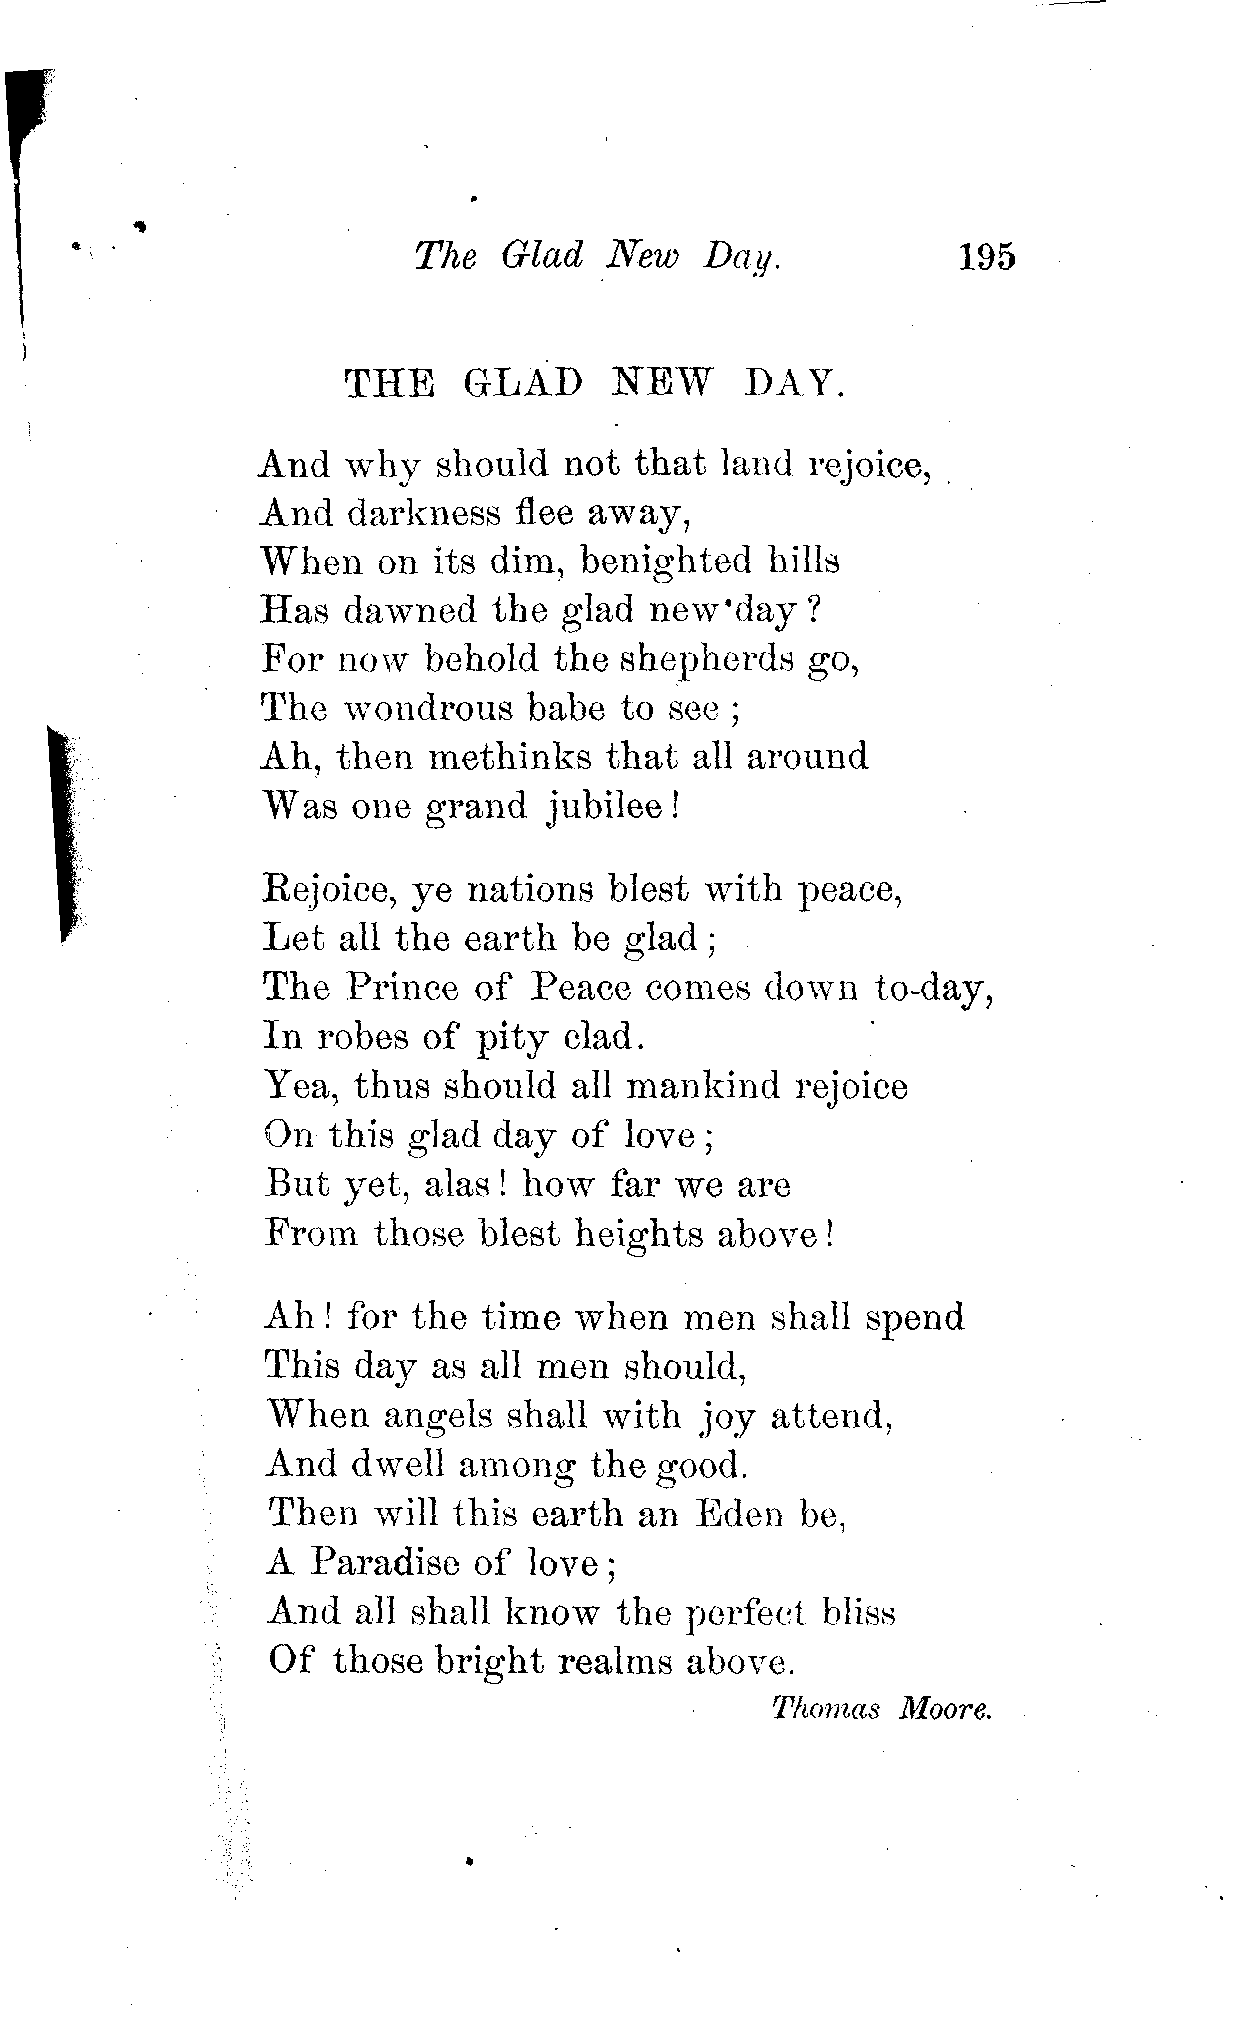 The Glad New Day. 195
THE GLAD NEW DAY.
And why should not that land rejoice,
And darkness flee away,
When on its dim, benighted hills
Has dawned the glad new day?
For now behold the shepherds go,
The wondrous babe to see;
Ah, then methinks that all around
Was one grand jubilee!
Rejoice, ye nations blest with peace,
Let all the earth be glad;
The Prince of Peace comes down to-day,
In robes of pity clad.
Yea, thus should all mankind rejoice
On this glad day of love;
But yet, alas! how far we are
From those blest heights above!
Ah! for the time when men shall spend
This day as all men should,
When angels shall with joy attend,
And dwell among the good.
Then will this earth an Eden be,
A Paradise of love;
And all shall know the perfect bliss
Of those bright realms above.
Thomas Moore.